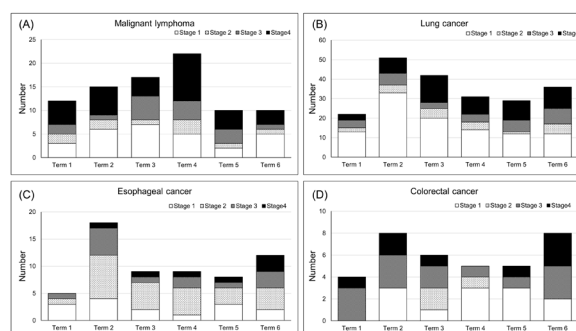 (A)
Malignant lymphoma
Stage 1 Stage 2 Stage 3 Stage4
25
20
15
10
5
0
Number
Term 1 Term 2 Term 3 Term 4 Term 5 Term 6
(B)
Lung cancer
Stage 1 Stage 2 Stage 3 Stage
60
50
40
30
20
10
0
Number
Term 1 Term 2 Term 3 Term 4 Term 5 Term 6
(C)
Esophageal cancer
Stage 1 Stage 2 Stage 3 Stage4
20
15
10
5
0
Number
Term 1 Term 2 Term 3 Term 4 Term 5 Term 6
(D)
Colorectal cancer
Stage 1 Stage 2 Stage 3 Stage4
10
8
6
4
2
0
Number
Term 1 Term 2 Term 3 Term 4 Term 5 Term 6